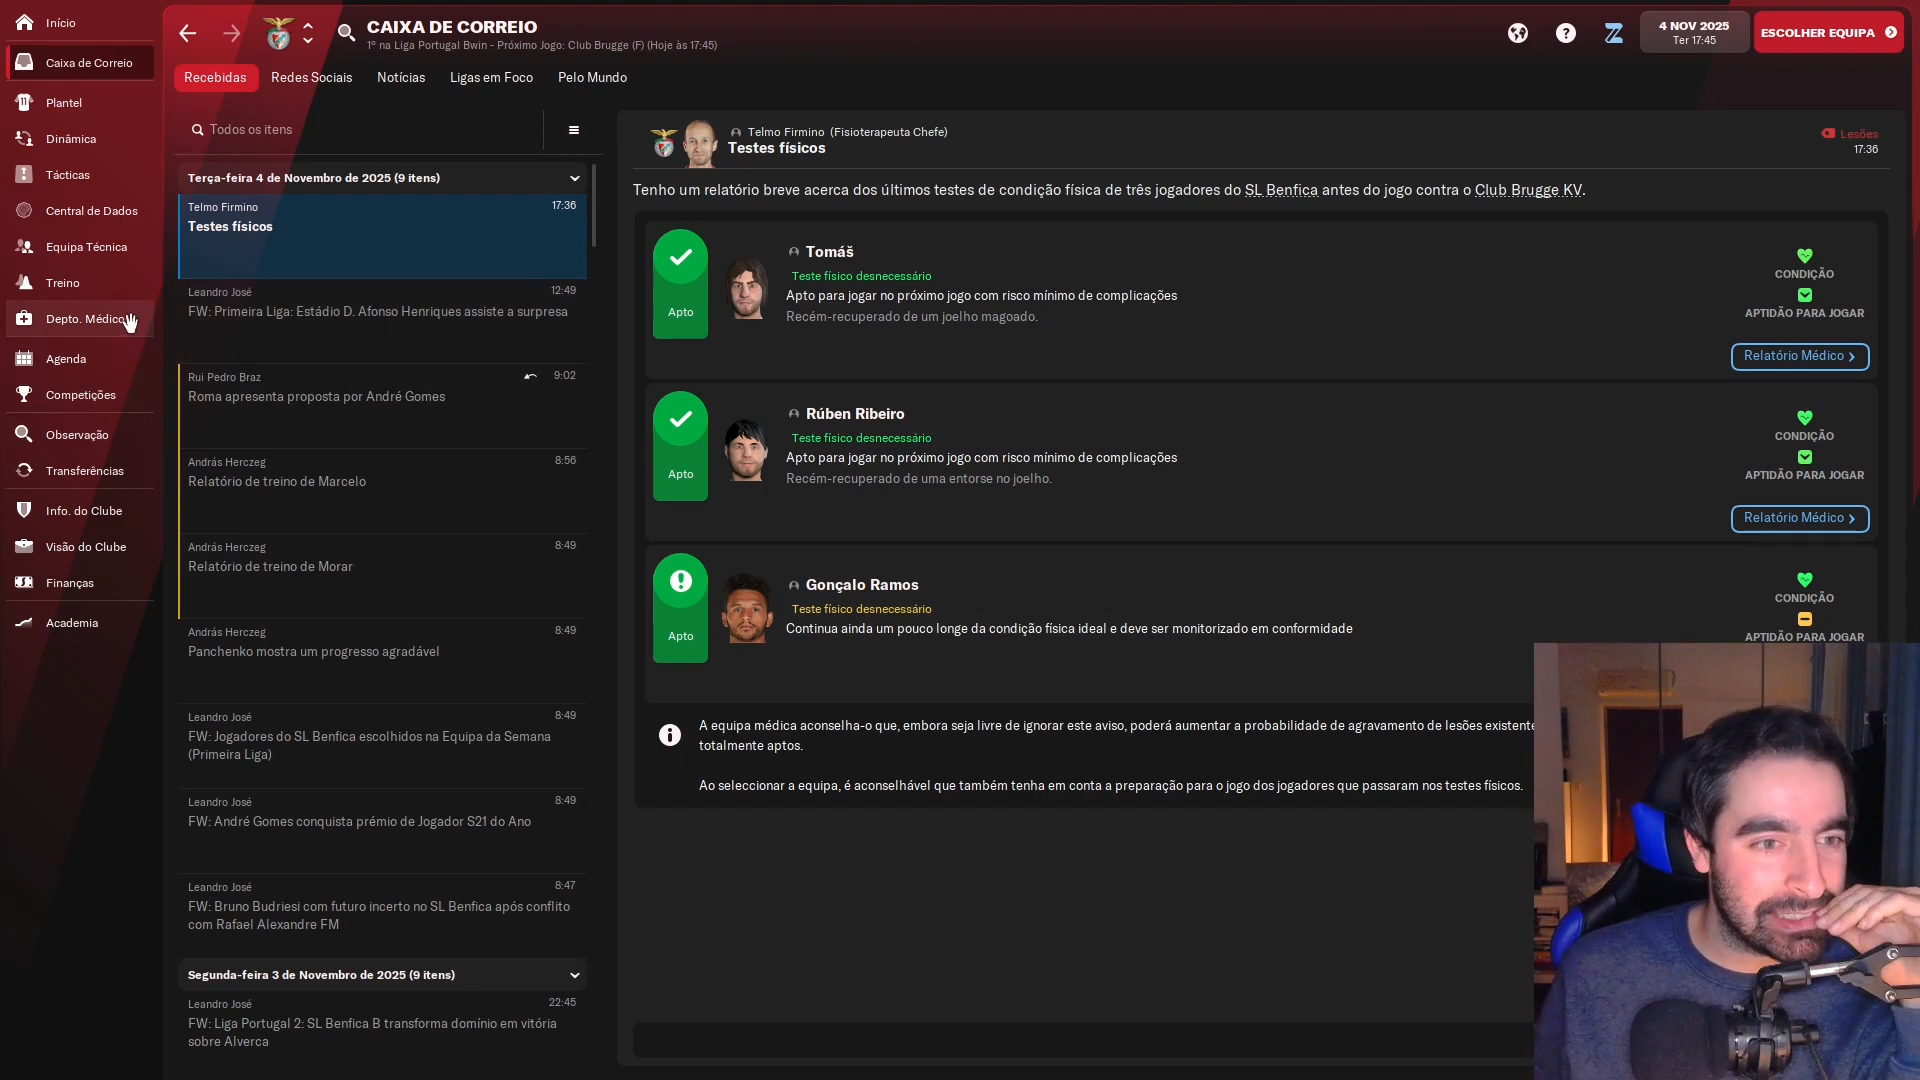 Início
Caixa de Correio
Plantel
Dinâmica
Tácticas
Central de Dados
Equipa Técnica
Treino
Depto. Médico
Agenda
Competições
Observação
Transferências
Info. do Clube
Visão do Clube
Finanças
Academia
CAIXA DE CORREIO
1º na Liga Portugal Bwin - Próximo Jogo: Club Brugge (F) (Hoje às 17:45)
4 NOV 2025
Ter 17:45
ESCOLHER EQUIPA
Recebidas Redes Sociais Notícias Ligas em Foco Pelo Mundo
Todos os itens
Terça-feira 4 de Novembro de 2025 (9 itens)
Telmo Firmino 17:36
Testes físicos
Leandro José 12:49
FW: Primeira Liga: Estádio D. Afonso Henriques assiste a surpresa
Rui Pedro Braz 9:02
Roma apresenta proposta por André Gomes
András Herczeg 8:56
Relatório de treino de Marcelo
András Herczeg 8:49
Relatório de treino de Morar
András Herczeg 8:49
Panchenko mostra um progresso agradável
Leandro José 8:49
FW: Jogadores do SL Benfica escolhidos na Equipa da Semana
(Primeira Liga)
Leandro José 8:49
FW: André Gomes conquista prémio de Jogador S21 do Ano
Leandro José 8:47
FW: Bruno Budriesi com futuro incerto no SL Benfica após conflito
com Rafael Alexandre FM
Segunda-feira 3 de Novembro de 2025 (9 itens)
Leandro José 22:45
FW: Liga Portugal 2: SL Benfica B transforma domínio em vitória
sobre Alverca
Telmo Firmino (Fisioterapeuta Chefe)
Testes físicos
Lesões
17:36
Tenho um relatório breve acerca dos últimos testes de condição física de três jogadores do SL Benfica antes do jogo contra o Club Brugge KV.
Apto
Tomáš
Teste físico desnecessário
Apto para jogar no próximo jogo com risco mínimo de complicações
Recém-recuperado de um joelho magoado.
CONDIÇÃO
APTIDÃO PARA JOGAR
Relatório Médico
Apto
Rúben Ribeiro
Teste físico desnecessário
Apto para jogar no próximo jogo com risco mínimo de complicações
Recém-recuperado de uma entorse no joelho.
CONDIÇÃO
APTIDÃO PARA JOGAR
Relatório Médico
Apto
Gonçalo Ramos
Teste físico desnecessário
Continua ainda um pouco longe da condição física ideal e deve ser monitorizado em conformidade
CONDIÇÃO
APTIDÃO PARA JOGAR
A equipa médica aconselha-o que, embora seja livre de ignorar este aviso, poderá aumentar a probabilidade de agravamento de lesões existente
totalmente aptos.
Ao seleccionar a equipa, é aconselhável que também tenha em conta a preparação para o jogo dos jogadores que passaram nos testes físicos.